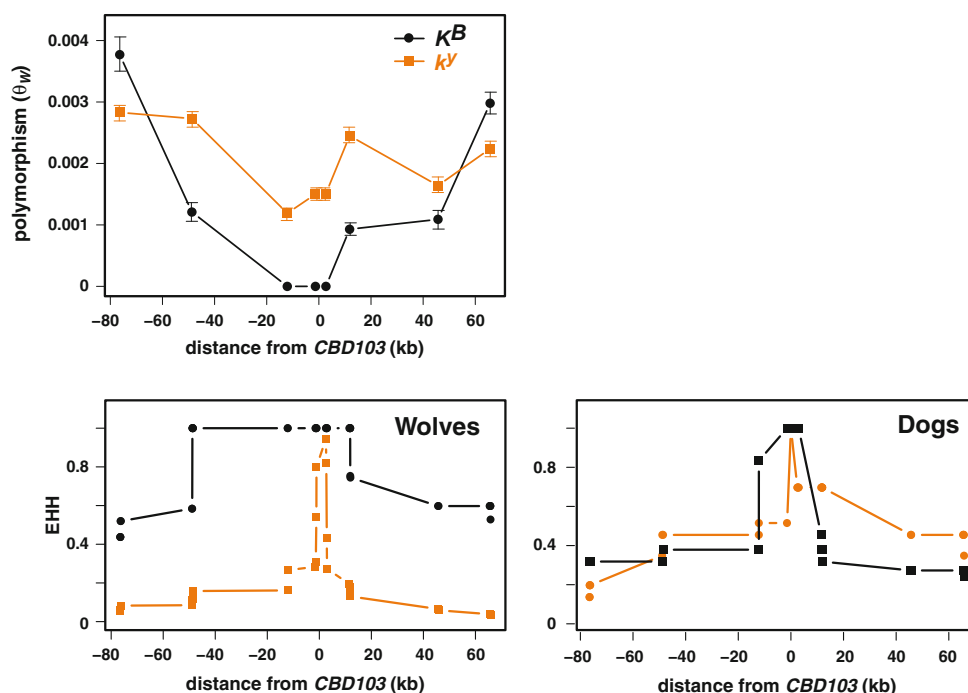 K^B
k^y
polymorphism (θ_W)
0.004
0.003
0.002
0.001
0
−80 −60 −40 −20 0 20 40 60
distance from CBD103 (kb)
Wolves
EHH
0.8
0.4
0
−80 −60 −40 −20 0 20 40 60
distance from CBD103 (kb)
Dogs
0.8
0.4
0
−80 −60 −40 −20 0 20 40 60
distance from CBD103 (kb)